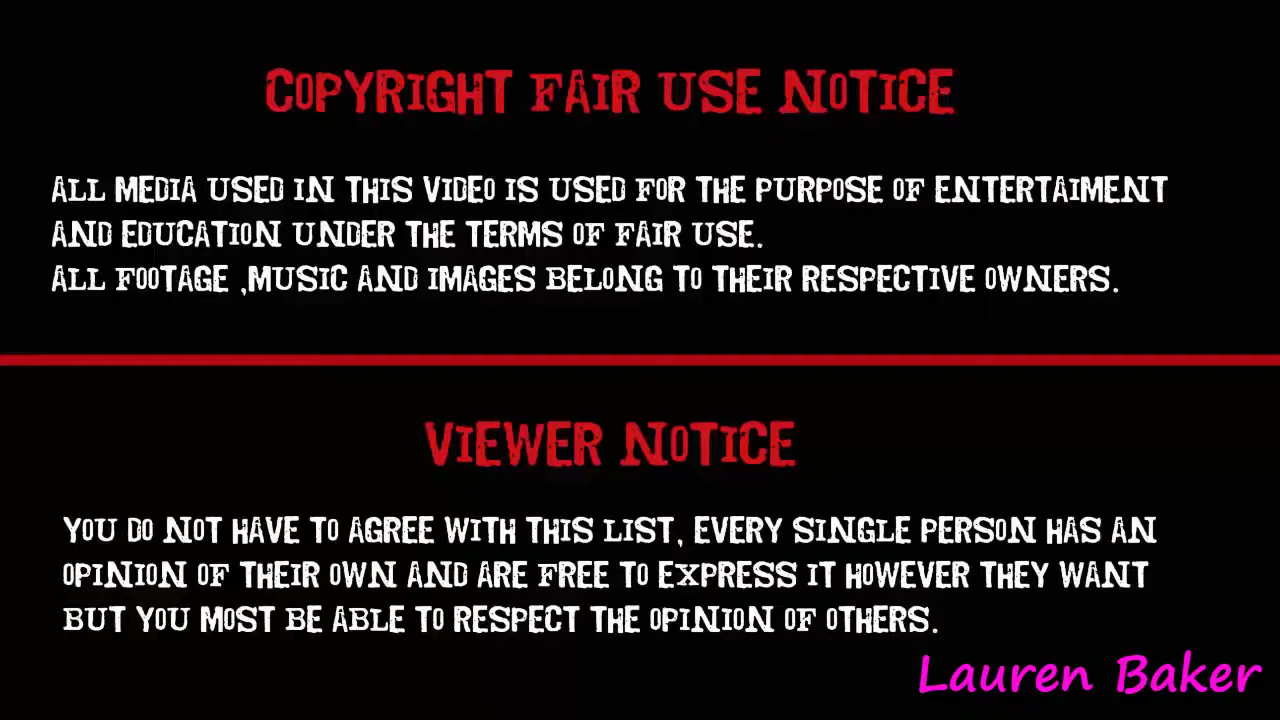 COPYRIGHT FAIR USE NOTICE
ALL MEDIA USED IN THIS VIDEO IS USED FOR THE PURPOSE OF ENTERTAIMENT
AND EDUCATION UNDER THE TERMS OF FAIR USE.
ALL FOOTAGE ,MUSIC AND IMAGES BELONG TO THEIR RESPECTIVE OWNERS.
VIEWER NOTICE
YOU DO NOT HAVE TO AGREE WITH THIS LIST, EVERY SINGLE PERSON HAS AN
OPINION OF THEIR OWN AND ARE FREE TO EXPRESS IT HOWEVER THEY WANT
BUT YOU MOST BE ABLE TO RESPECT THE OPINION OF OTHERS.
Lauren Baker